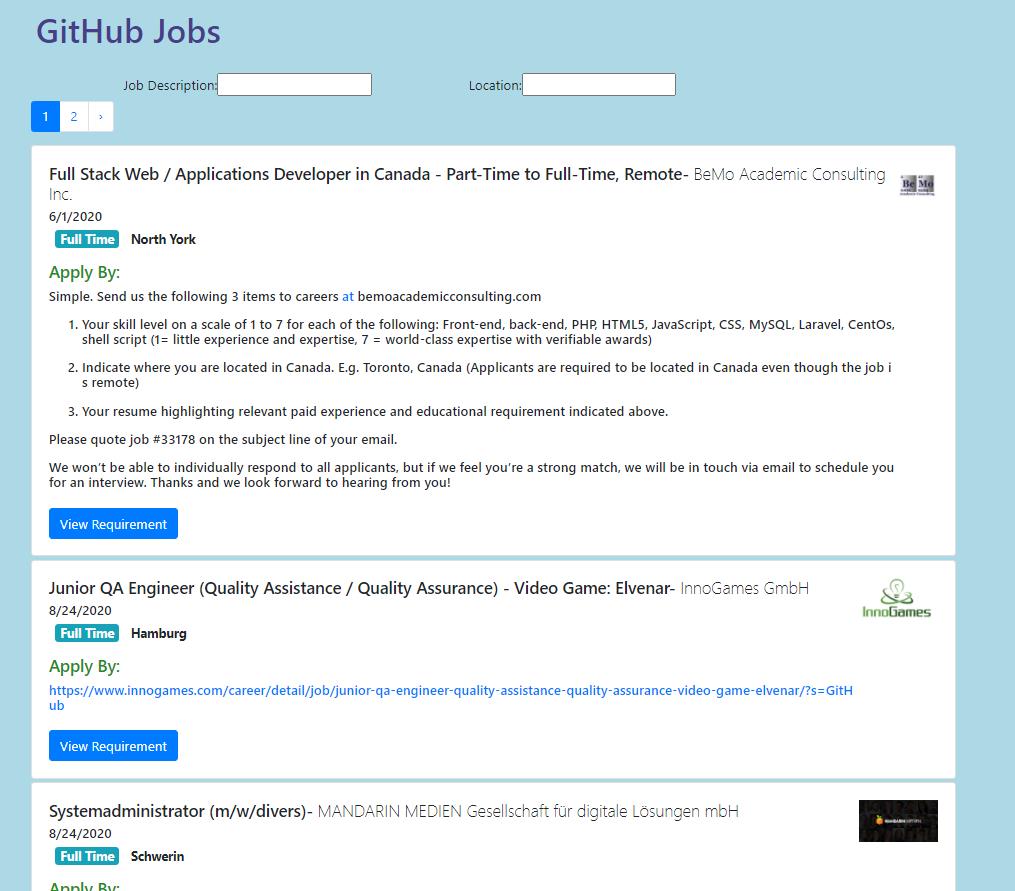 GitHub Jobs
Job Description:
Location:
1 2 ›
Full Stack Web / Applications Developer in Canada - Part-Time to Full-Time, Remote- BeMo Academic Consulting
Inc.
Be Mo
6/1/2020
Full Time North York
Apply By:
Simple. Send us the following 3 items to careers at bemoacademicconsulting.com
1. Your skill level on a scale of 1 to 7 for each of the following: Front-end, back-end, PHP, HTML5, JavaScript, CSS, MySQL, Laravel, CentOs,
shell script (1= little experience and expertise, 7 = world-class expertise with verifiable awards)
2. Indicate where you are located in Canada. E.g. Toronto, Canada (Applicants are required to be located in Canada even though the job i
s remote)
3. Your resume highlighting relevant paid experience and educational requirement indicated above.
Please quote job #33178 on the subject line of your email.
We won't be able to individually respond to all applicants, but if we feel you're a strong match, we will be in touch via email to schedule you
for an interview. Thanks and we look forward to hearing from you!
View Requirement
Junior QA Engineer (Quality Assistance / Quality Assurance) - Video Game: Elvenar- InnoGames GmbH
InnoGames
8/24/2020
Full Time Hamburg
Apply By:
https://www.innogames.com/career/detail/job/junior-qa-engineer-quality-assistance-quality-assurance-video-game-elvenar/?s=GitH
ub
View Requirement
Systemadministrator (m/w/divers)- MANDARIN MEDIEN Gesellschaft für digitale Lösungen mbH
MANDARIN MEDIEN
8/24/2020
Full Time Schwerin
Apply By: